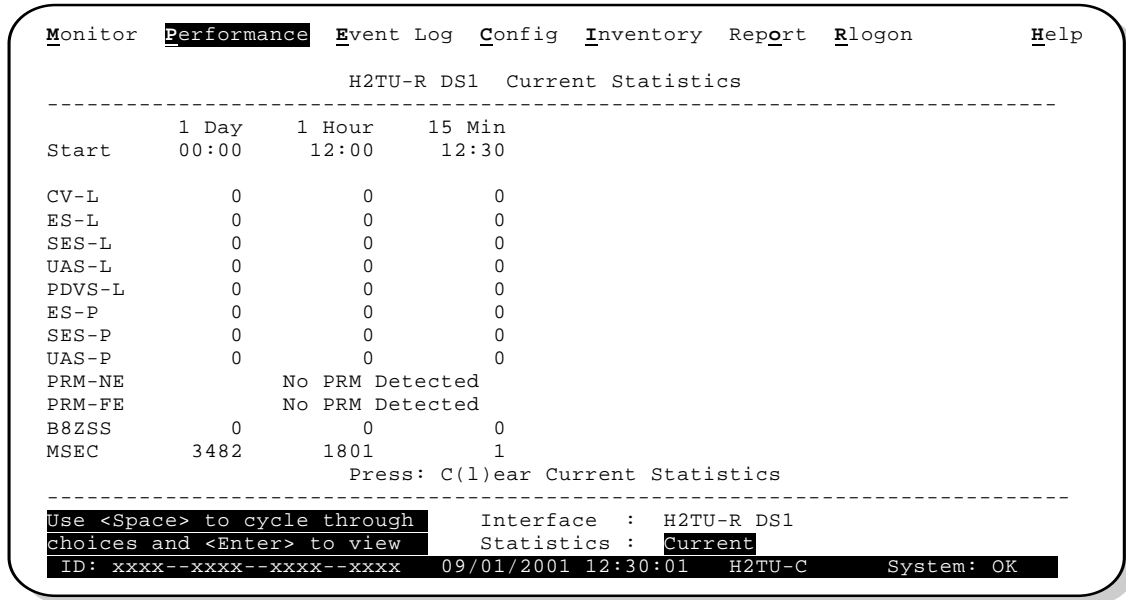 Monitor Performance Event Log Config Inventory Report Rlogon Help
H2TU-R DS1 Current Statistics
--------------------------------------------------------------------------------
1 Day 1 Hour 15 Min
Start 00:00 12:00 12:30
CV-L 0 0 0
ES-L 0 0 0
SES-L 0 0 0
UAS-L 0 0 0
PDVS-L 0 0 0
ES-P 0 0 0
SES-P 0 0 0
UAS-P 0 0 0
PRM-NE No PRM Detected
PRM-FE No PRM Detected
B8ZSS 0 0 0
MSEC 3482 1801 1
Press: C(l)ear Current Statistics
--------------------------------------------------------------------------------
Use <Space> to cycle through Interface : H2TU-R DS1
choices and <Enter> to view Statistics : Current
ID: xxxx--xxxx--xxxx--xxxx 09/01/2001 12:30:01 H2TU-C System: OK